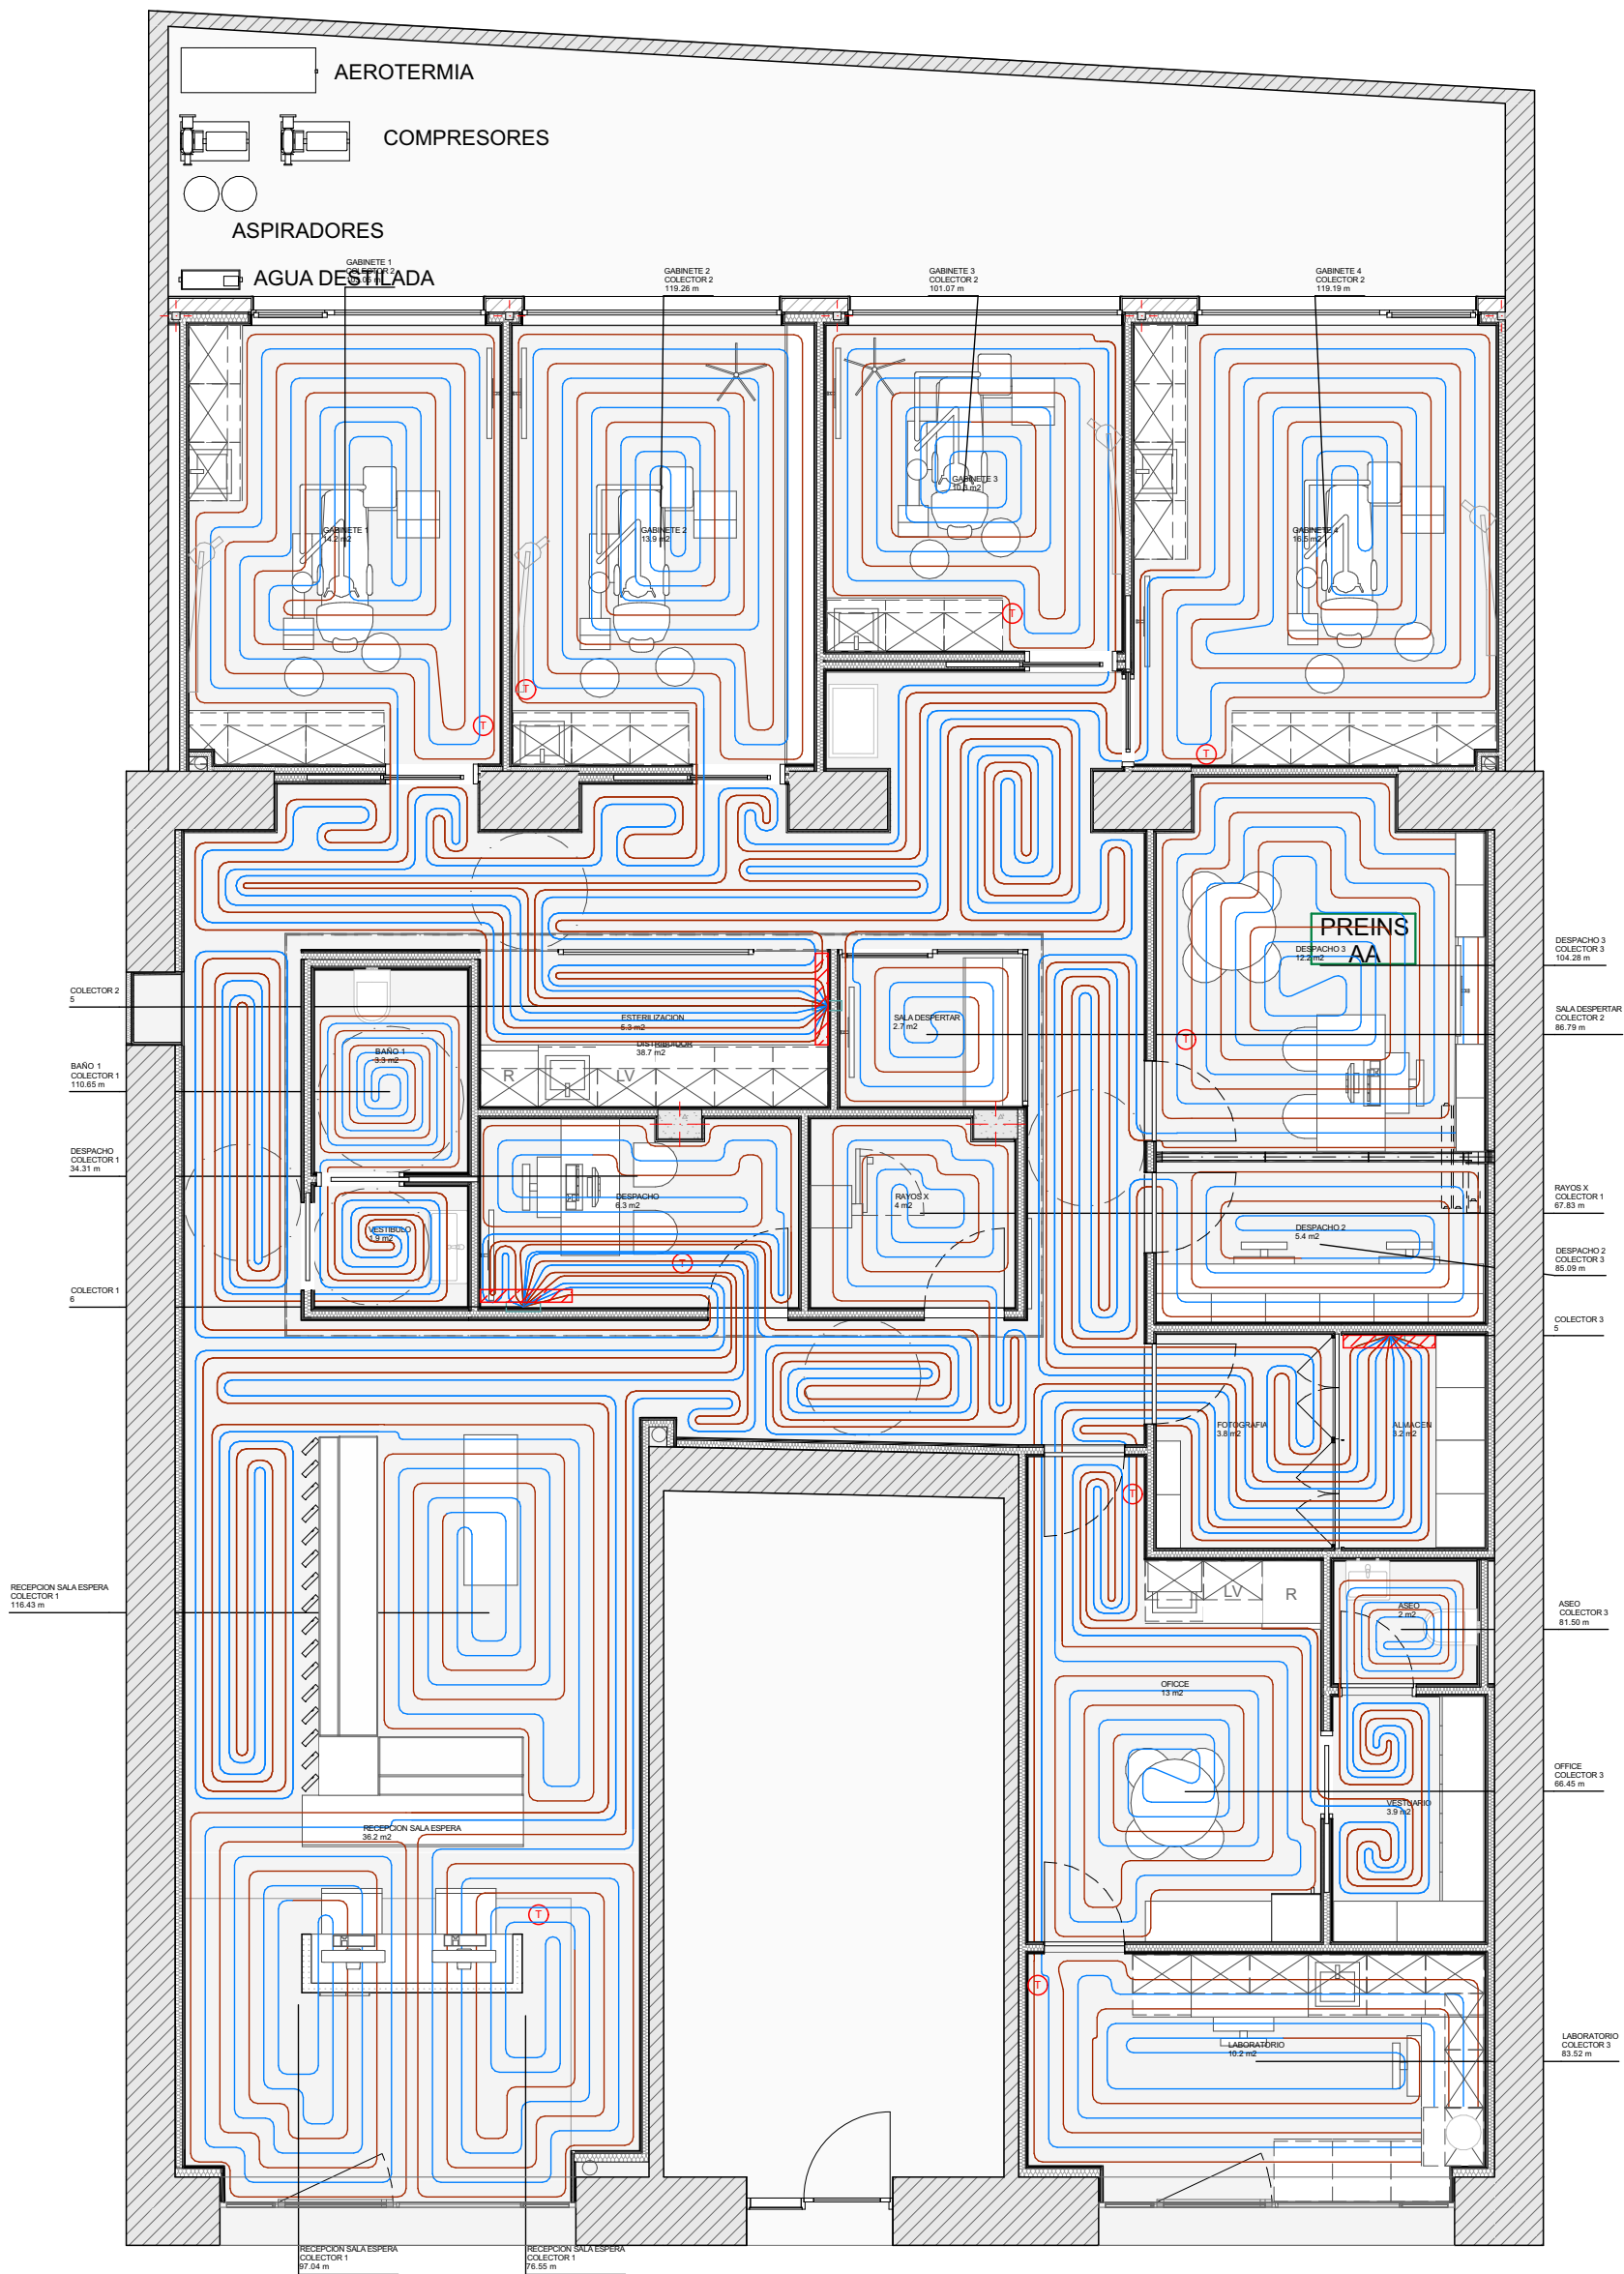 AEROTERMIA
COMPRESORES
ASPIRADORES
AGUA DESTILADA
GABINETE 1
COLECTOR 2
GABINETE 2
COLECTOR 2
119.26 m
GABINETE 3
COLECTOR 2
101.07 m
GABINETE 4
COLECTOR 2
119.19 m
GABINETE 1
14.2 m2
GABINETE 2
13.9 m2
GABINETE 3
10.3 m2
GABINETE 4
16.5 m2
T
T
T
T
PREINS
AA
DESPACHO 3
12.2 m2
DESPACHO 3
COLECTOR 3
104.28 m
COLECTOR 2
5
ESTERILIZACION
5.3 m2
DISTRIBUIDOR
38.7 m2
SALA DESPERTAR
2.7 m2
SALA DESPERTAR
COLECTOR 2
86.79 m
T
BAÑO 1
3.3 m2
BAÑO 1
COLECTOR 1
110.65 m
R
LV
DESPACHO
COLECTOR 1
34.31 m
DESPACHO
6.3 m2
RAYOS X
4 m2
RAYOS X
COLECTOR 1
67.83 m
VESTIBULO
1.9 m2
DESPACHO 2
5.4 m2
DESPACHO 2
COLECTOR 3
85.09 m
T
COLECTOR 1
6
COLECTOR 3
5
FOTOGRAFIA
3.8 m2
ALMACEN
3.2 m2
T
RECEPCION SALA ESPERA
COLECTOR 1
116.43 m
LV
R
ASEO
2 m2
ASEO
COLECTOR 3
81.50 m
OFICCE
13 m2
OFFICE
COLECTOR 3
66.45 m
VESTUARIO
3.9 m2
RECEPCION SALA ESPERA
36.2 m2
T
T
LABORATORIO
10.2 m2
LABORATORIO
COLECTOR 3
83.52 m
RECEPCION SALA ESPERA
COLECTOR 1
97.04 m
RECEPCION SALA ESPERA
COLECTOR 1
76.55 m